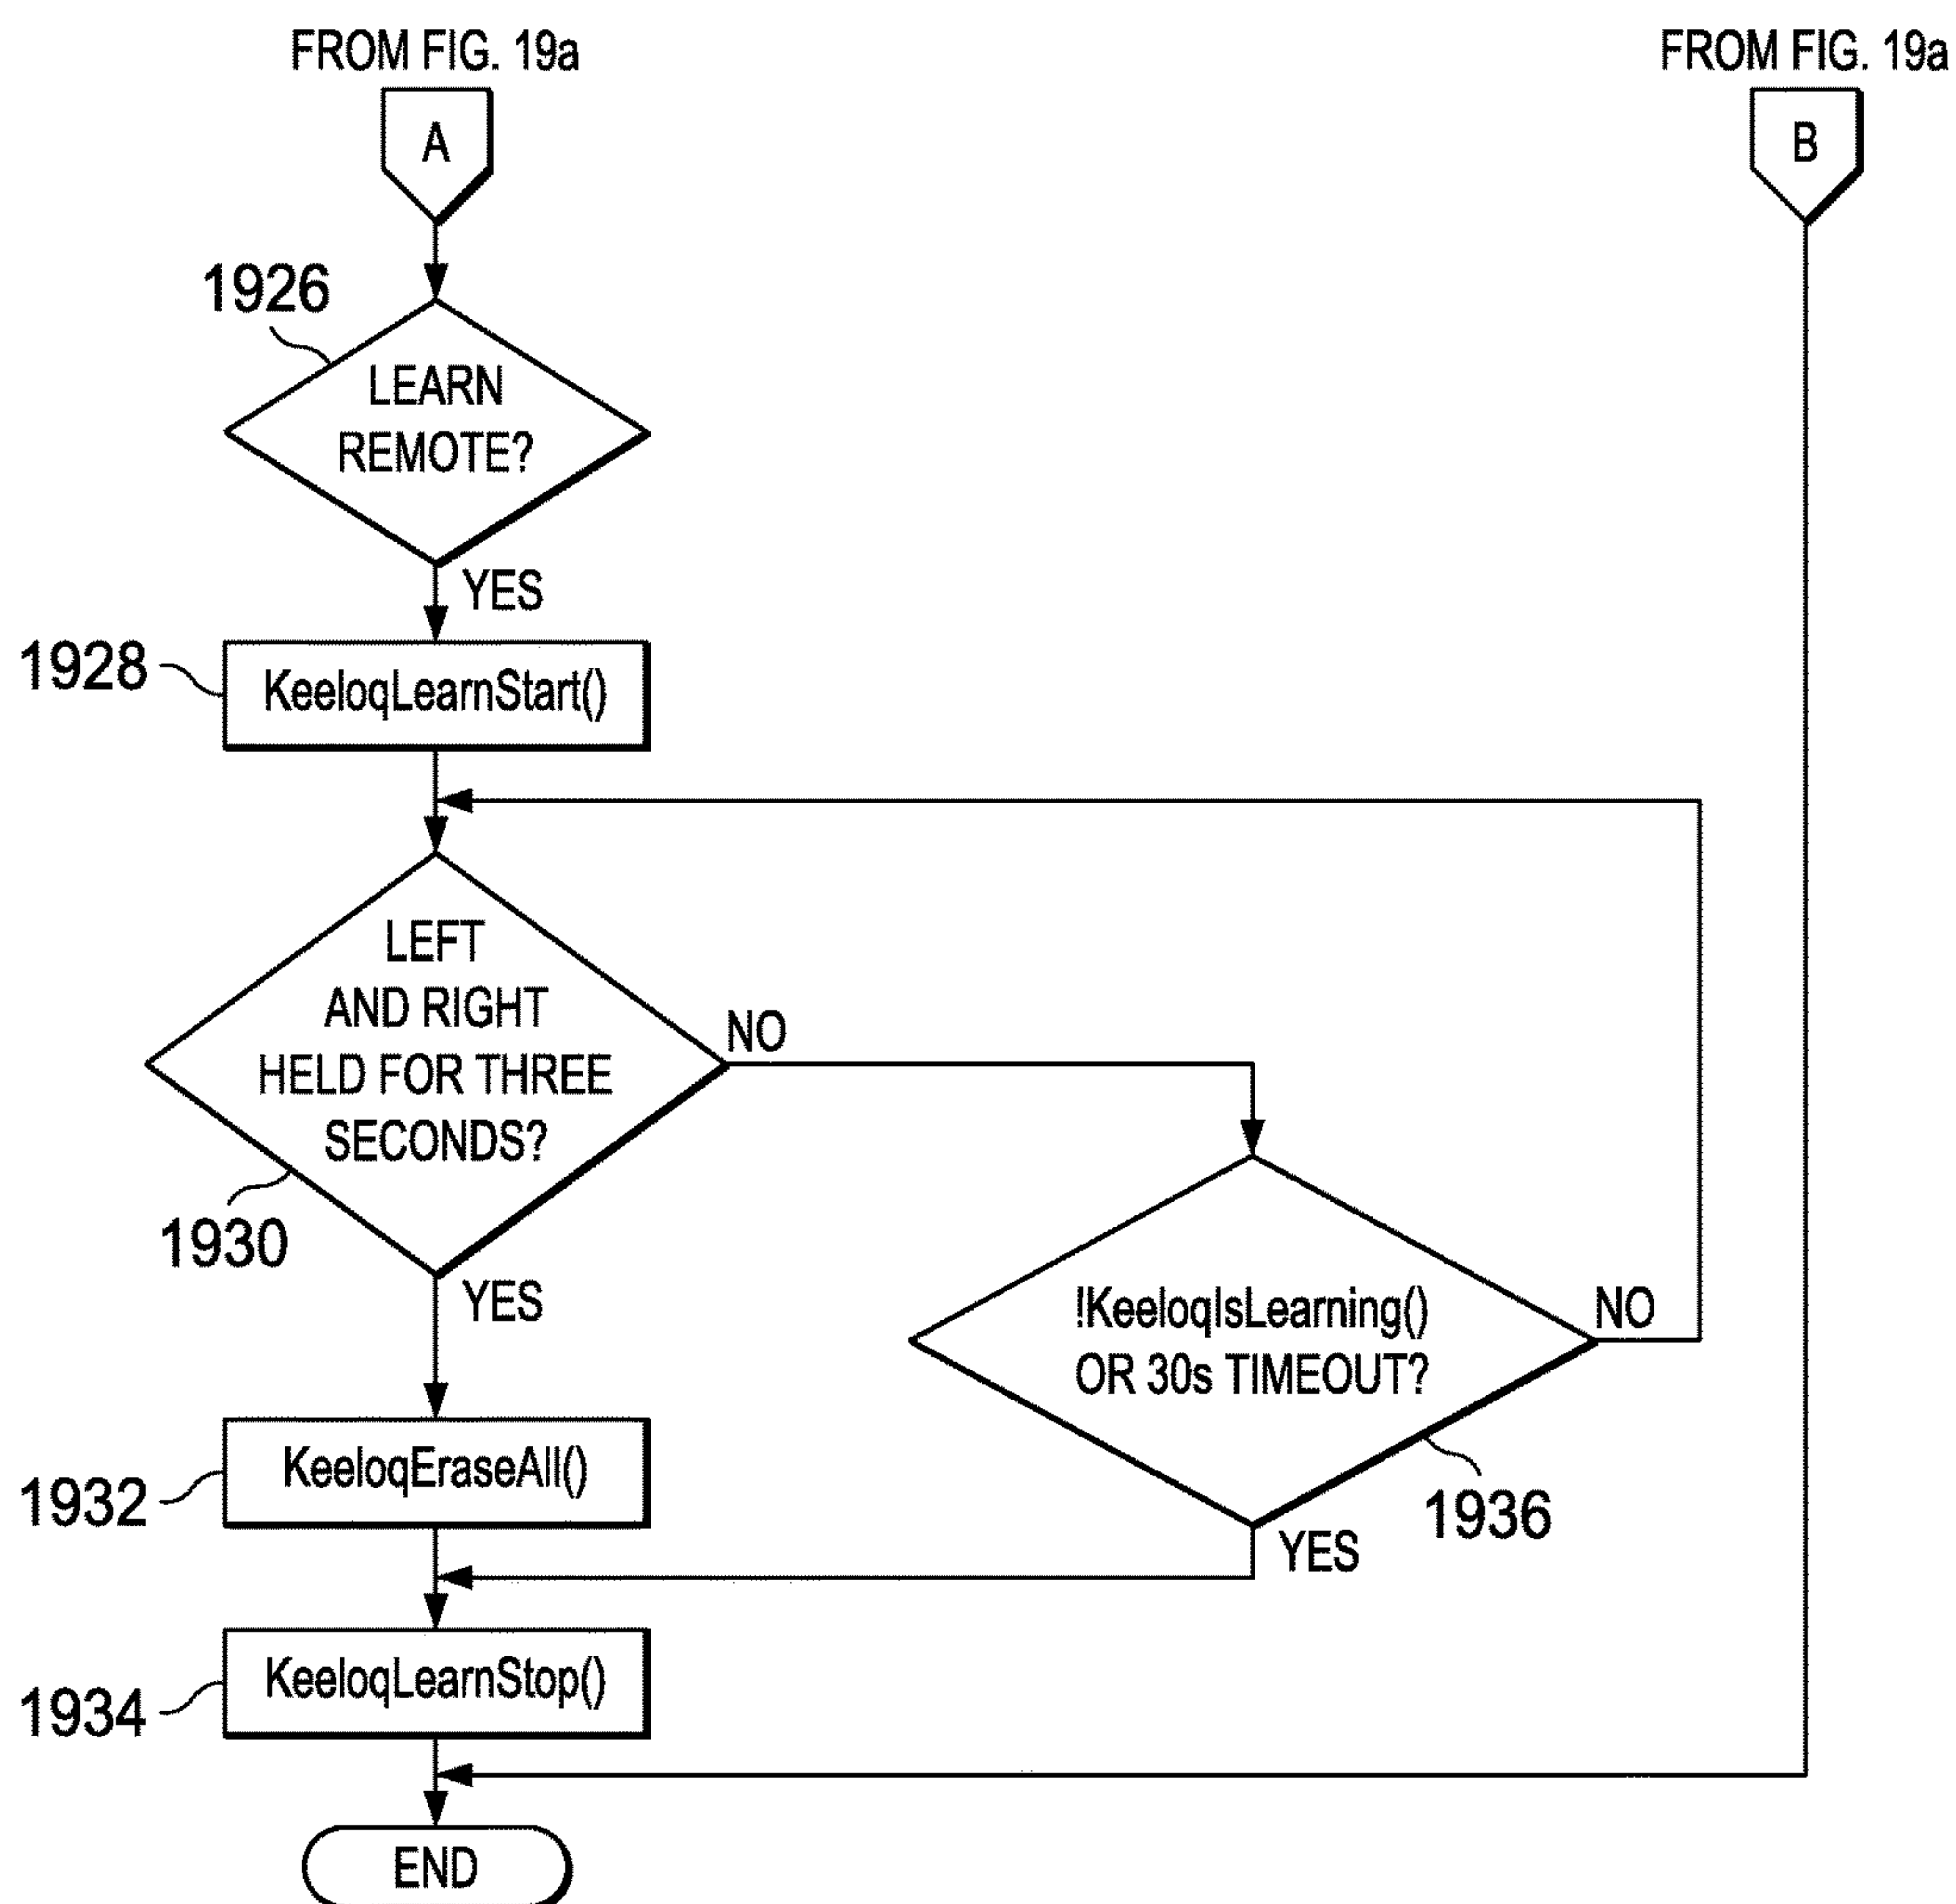 FROM FIG. 19a
FROM FIG. 19a
A
B
1926
LEARN
REMOTE?
YES
1928
KeeloqLearnStart()
LEFT
AND RIGHT
HELD FOR THREE
SECONDS?
NO
1930
YES
!KeeloqIsLearning()
OR 30s TIMEOUT?
NO
1936
YES
1932
KeeloqEraseAll()
1934
KeeloqLearnStop()
END